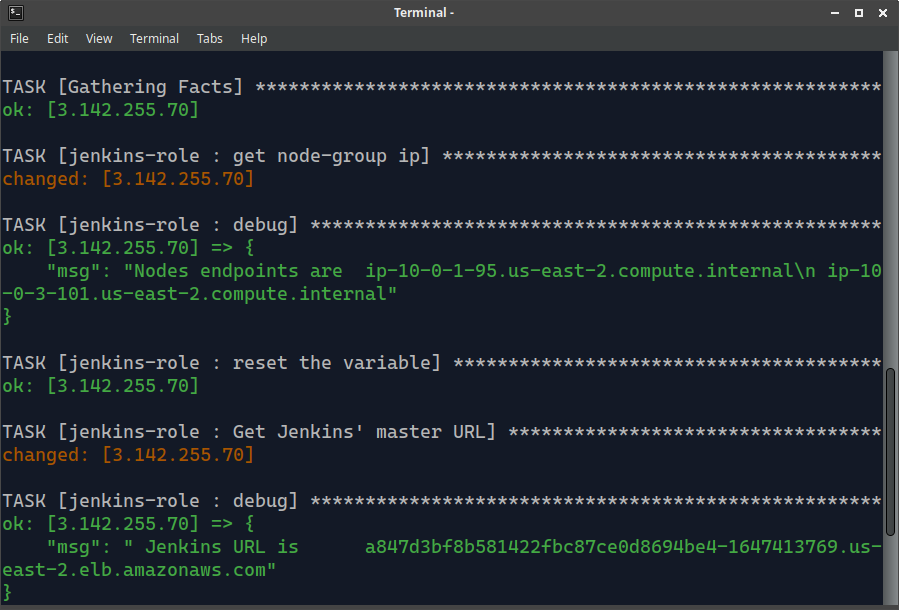 Terminal -
File Edit View Terminal Tabs Help
TASK [Gathering Facts] *********************************************************
ok: [3.142.255.70]
TASK [jenkins-role : get node-group ip] ****************************************
changed: [3.142.255.70]
TASK [jenkins-role : debug] ****************************************************
ok: [3.142.255.70] => {
    "msg": "Nodes endpoints are  ip-10-0-1-95.us-east-2.compute.internal\n ip-10
-0-3-101.us-east-2.compute.internal"
}
TASK [jenkins-role : reset the variable] ***************************************
ok: [3.142.255.70]
TASK [jenkins-role : Get Jenkins' master URL] **********************************
changed: [3.142.255.70]
TASK [jenkins-role : debug] ****************************************************
ok: [3.142.255.70] => {
    "msg": " Jenkins URL is      a847d3bf8b581422fbc87ce0d8694be4-1647413769.us-
east-2.elb.amazonaws.com"
}